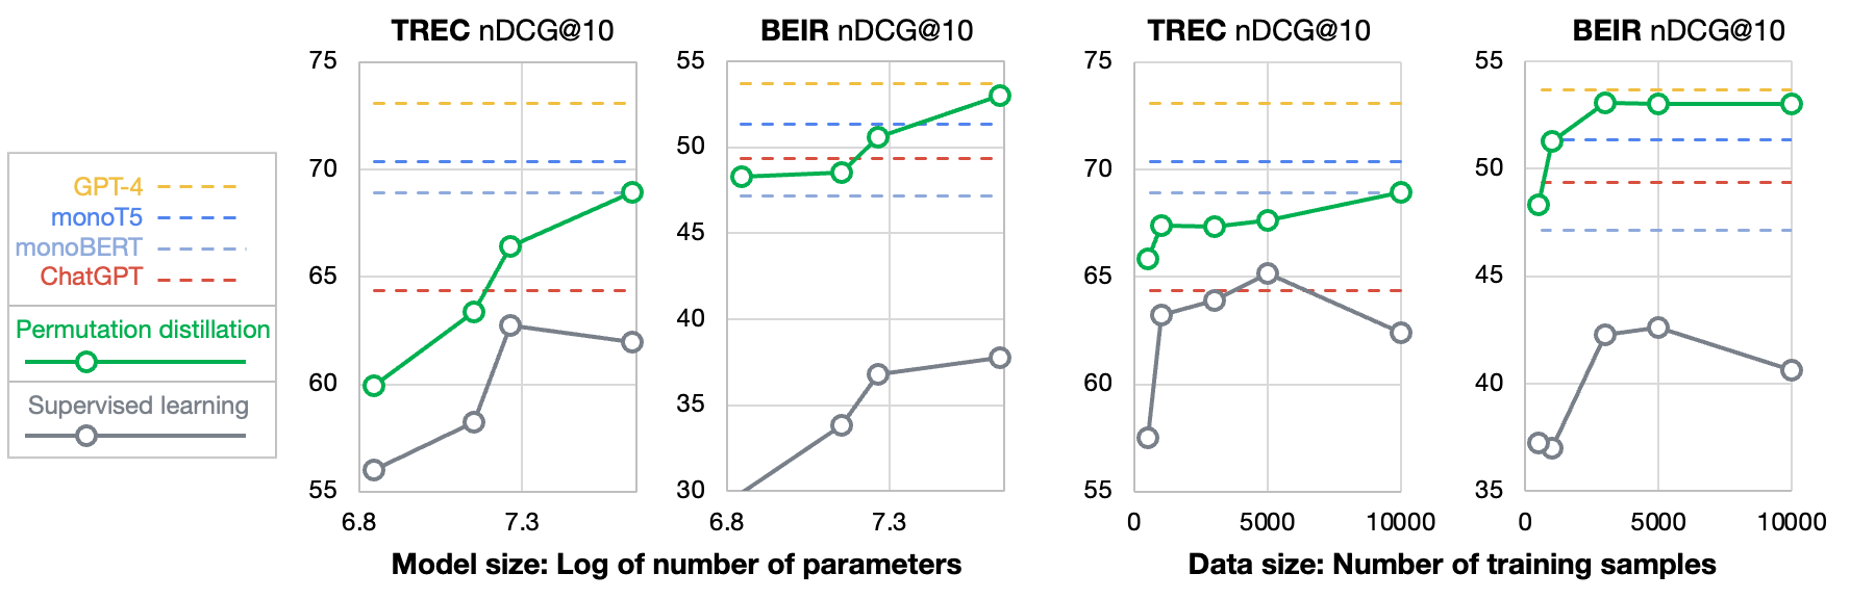 TREC nDCG@10
BEIR nDCG@10
TREC nDCG@10
BEIR nDCG@10
75
70
65
60
55
6.8
7.3
55
50
45
40
35
30
6.8
7.3
75
70
65
60
55
0
5000
10000
55
50
45
40
35
0
5000
10000
GPT-4
monoT5
monoBERT
ChatGPT
Permutation distillation
Supervised learning
Model size: Log of number of parameters
Data size: Number of training samples